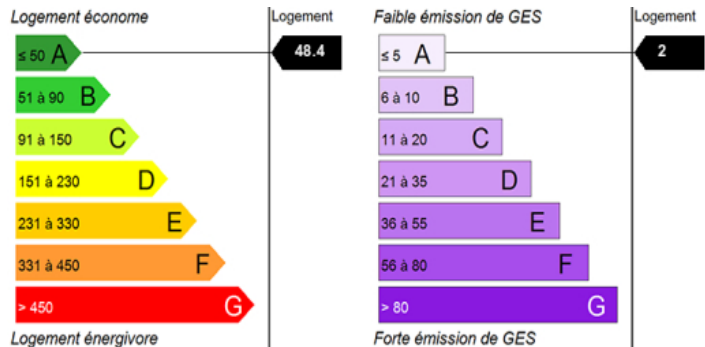 Logement économe
Logement
≤ 50 A
48.4
51 à 90 B
91 à 150 C
151 à 230 D
231 à 330 E
331 à 450 F
> 450 G
Logement énergivore
Faible émission de GES
Logement
≤ 5 A
2
6 à 10 B
11 à 20 C
21 à 35 D
36 à 55 E
56 à 80 F
> 80 G
Forte émission de GES